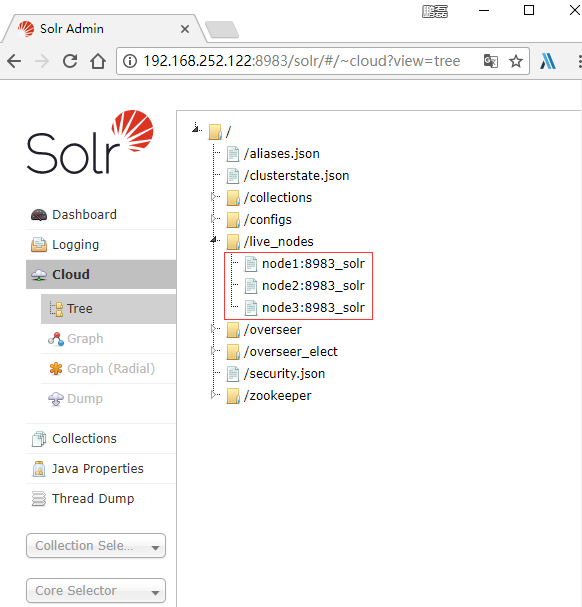 鹏磊
Solr Admin
192.168.252.122:8983/solr/#/~cloud?view=tree
Solr
Dashboard
Logging
Cloud
Tree
Graph
Graph (Radial)
Dump
Collections
Java Properties
Thread Dump
Collection Sele...
Core Selector
/
/aliases.json
/clusterstate.json
/collections
/configs
/live_nodes
node1:8983_solr
node2:8983_solr
node3:8983_solr
/overseer
/overseer_elect
/security.json
/zookeeper